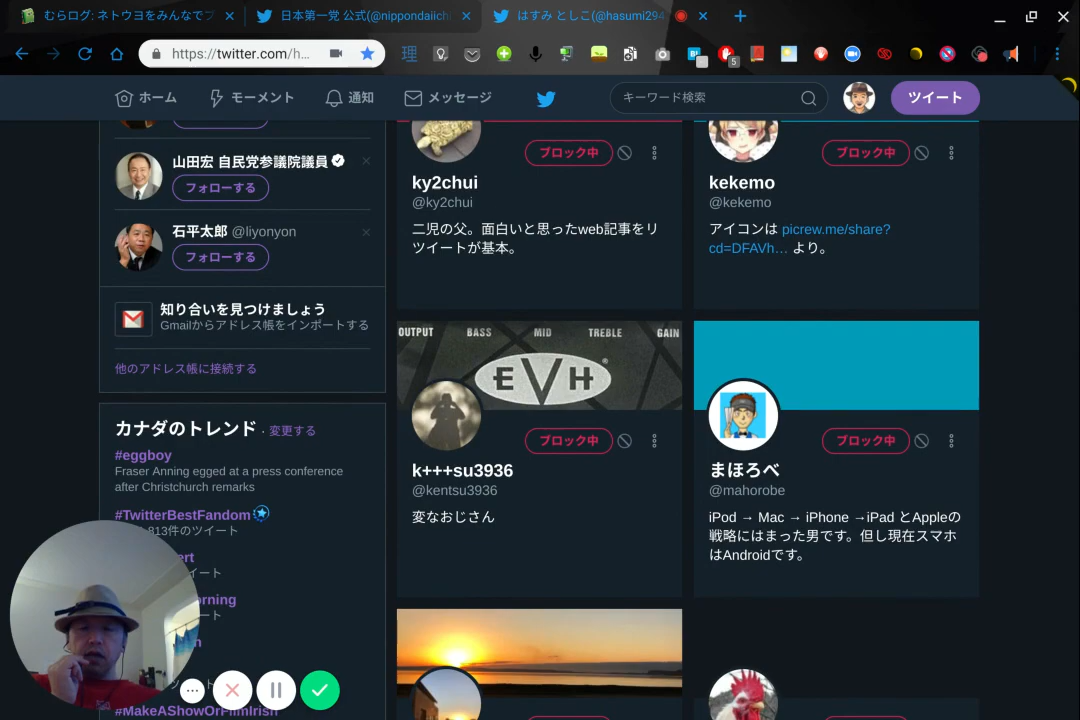 むらログ: ネトウヨをみんなでブ
日本第一党 公式(@nippondaiichi
はすみ としこ(@hasumi294
https://twitter.com/h...
5
ホーム
モーメント
通知
メッセージ
キーワード検索
ツイート
山田宏 自民党参議院議員
フォローする
石平太郎 @liyonyon
フォローする
知り合いを見つけましょう
Gmailからアドレス帳をインポートする
他のアドレス帳に接続する
カナダのトレンド · 変更する
#eggboy
Fraser Anning egged at a press conference
after Christchurch remarks
#TwitterBestFandom
813件のツイート
#MakeAShowOrFilmIrish
ブロック中
ky2chui
@ky2chui
二児の父。面白いと思ったweb記事をリ
ツイートが基本。
ブロック中
kekemo
@kekemo
アイコンは picrew.me/share?
cd=DFAVh… より。
OUTPUT BASS MID TREBLE GAIN
EVH®
ブロック中
k+++su3936
@kentsu3936
変なおじさん
ブロック中
まほろべ
@mahorobe
iPod → Mac → iPhone →iPad とAppleの
戦略にはまった男です。但し現在スマホ
はAndroidです。